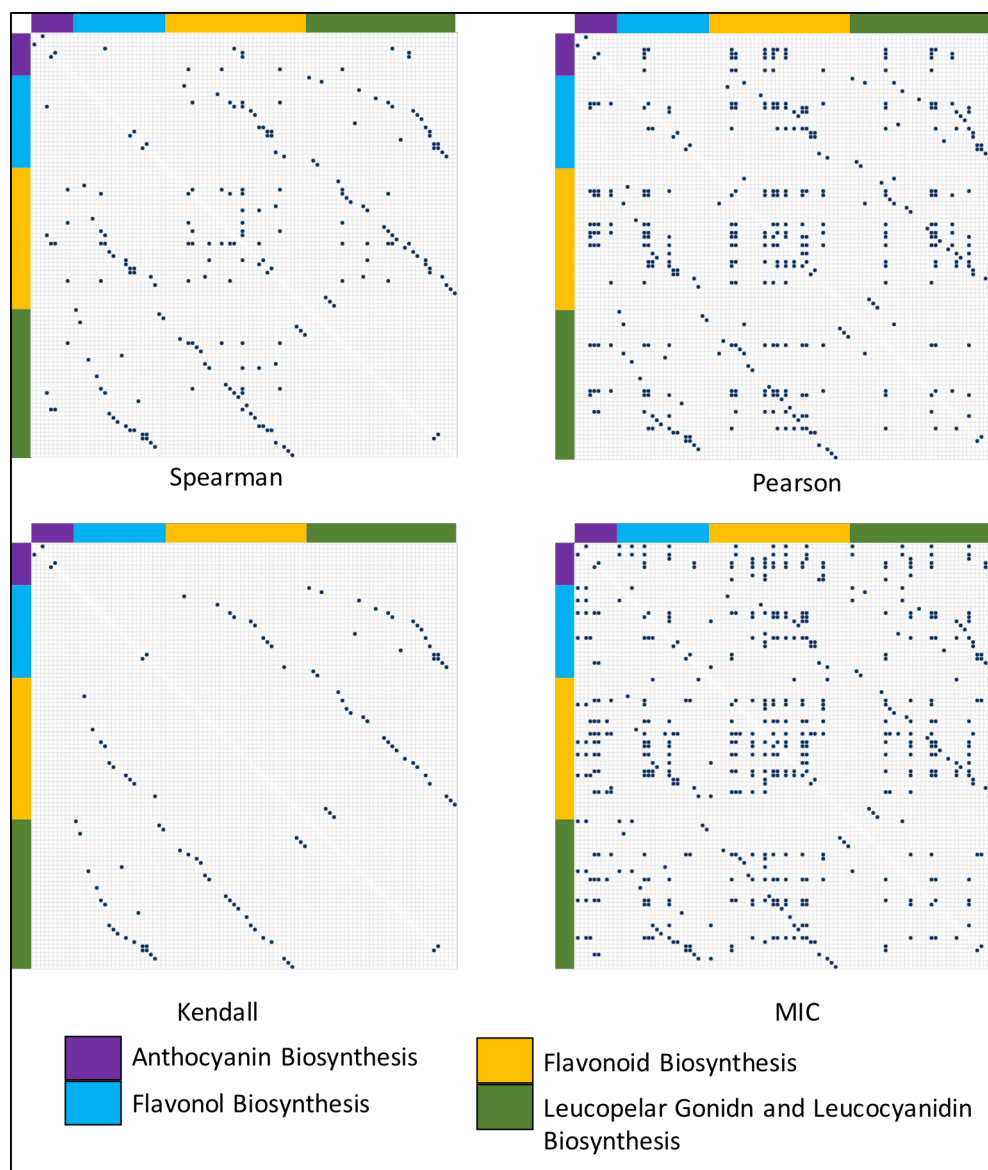 Spearman
Pearson
Kendall
MIC
Anthocyanin Biosynthesis
Flavonol Biosynthesis
Flavonoid Biosynthesis
Leucopelar Gonidn and Leucocyanidin
Biosynthesis